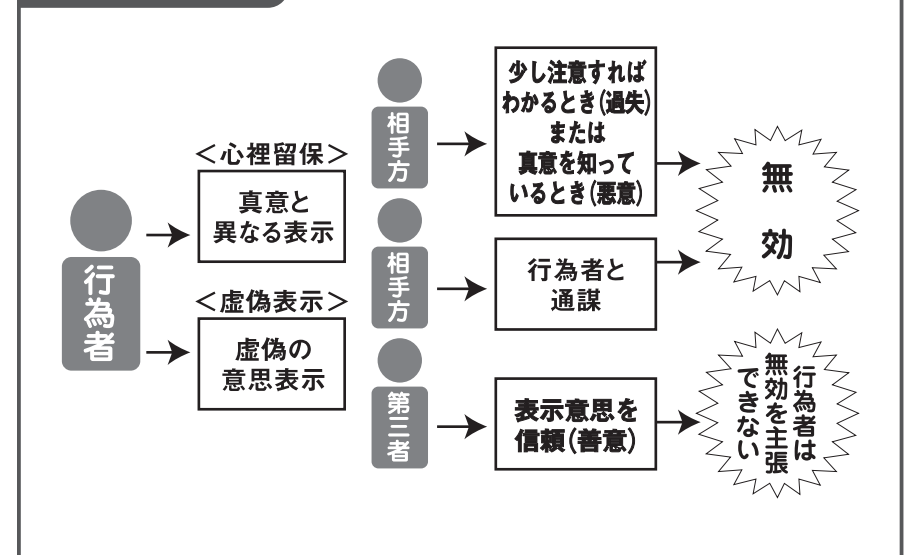 行為者
＜心裡留保＞
真意と
異なる表示
＜虚偽表示＞
虚偽の
意思表示
相手方
少し注意すれば
わかるとき(過失)
または
真意を知って
いるとき(悪意)
相手方
行為者と
通謀
無効
第三者
表示意思を
信頼(善意)
行為者は
無効を主張
できない